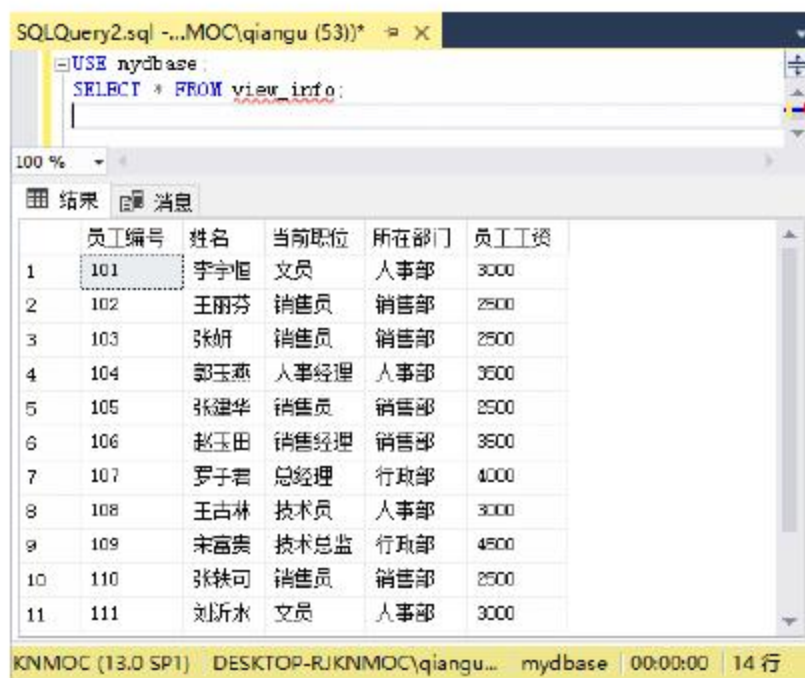 SQLQuery2.sql -...MOC\qiangu (53))*
USE mydbase;
SELECT * FROM view_info;
100 %
结果 消息
员工编号 姓名 当前职位 所在部门 员工工资
1 101 李宇恒 文员 人事部 3000
2 102 王丽芬 销售员 销售部 2500
3 103 张妍 销售员 销售部 2500
4 104 郭玉燕 人事经理 人事部 3500
5 105 张建华 销售员 销售部 2500
6 106 赵玉田 销售经理 销售部 3500
7 107 罗子君 总经理 行政部 4000
8 108 王古林 技术员 人事部 3000
9 109 宋富贵 技术总监 行政部 4500
10 110 张轶可 销售员 销售部 2500
11 111 刘沂水 文员 人事部 3000
KNMOC (13.0 SP1) DESKTOP-RJKNMOC\qiangu... mydbase 00:00:00 14 行